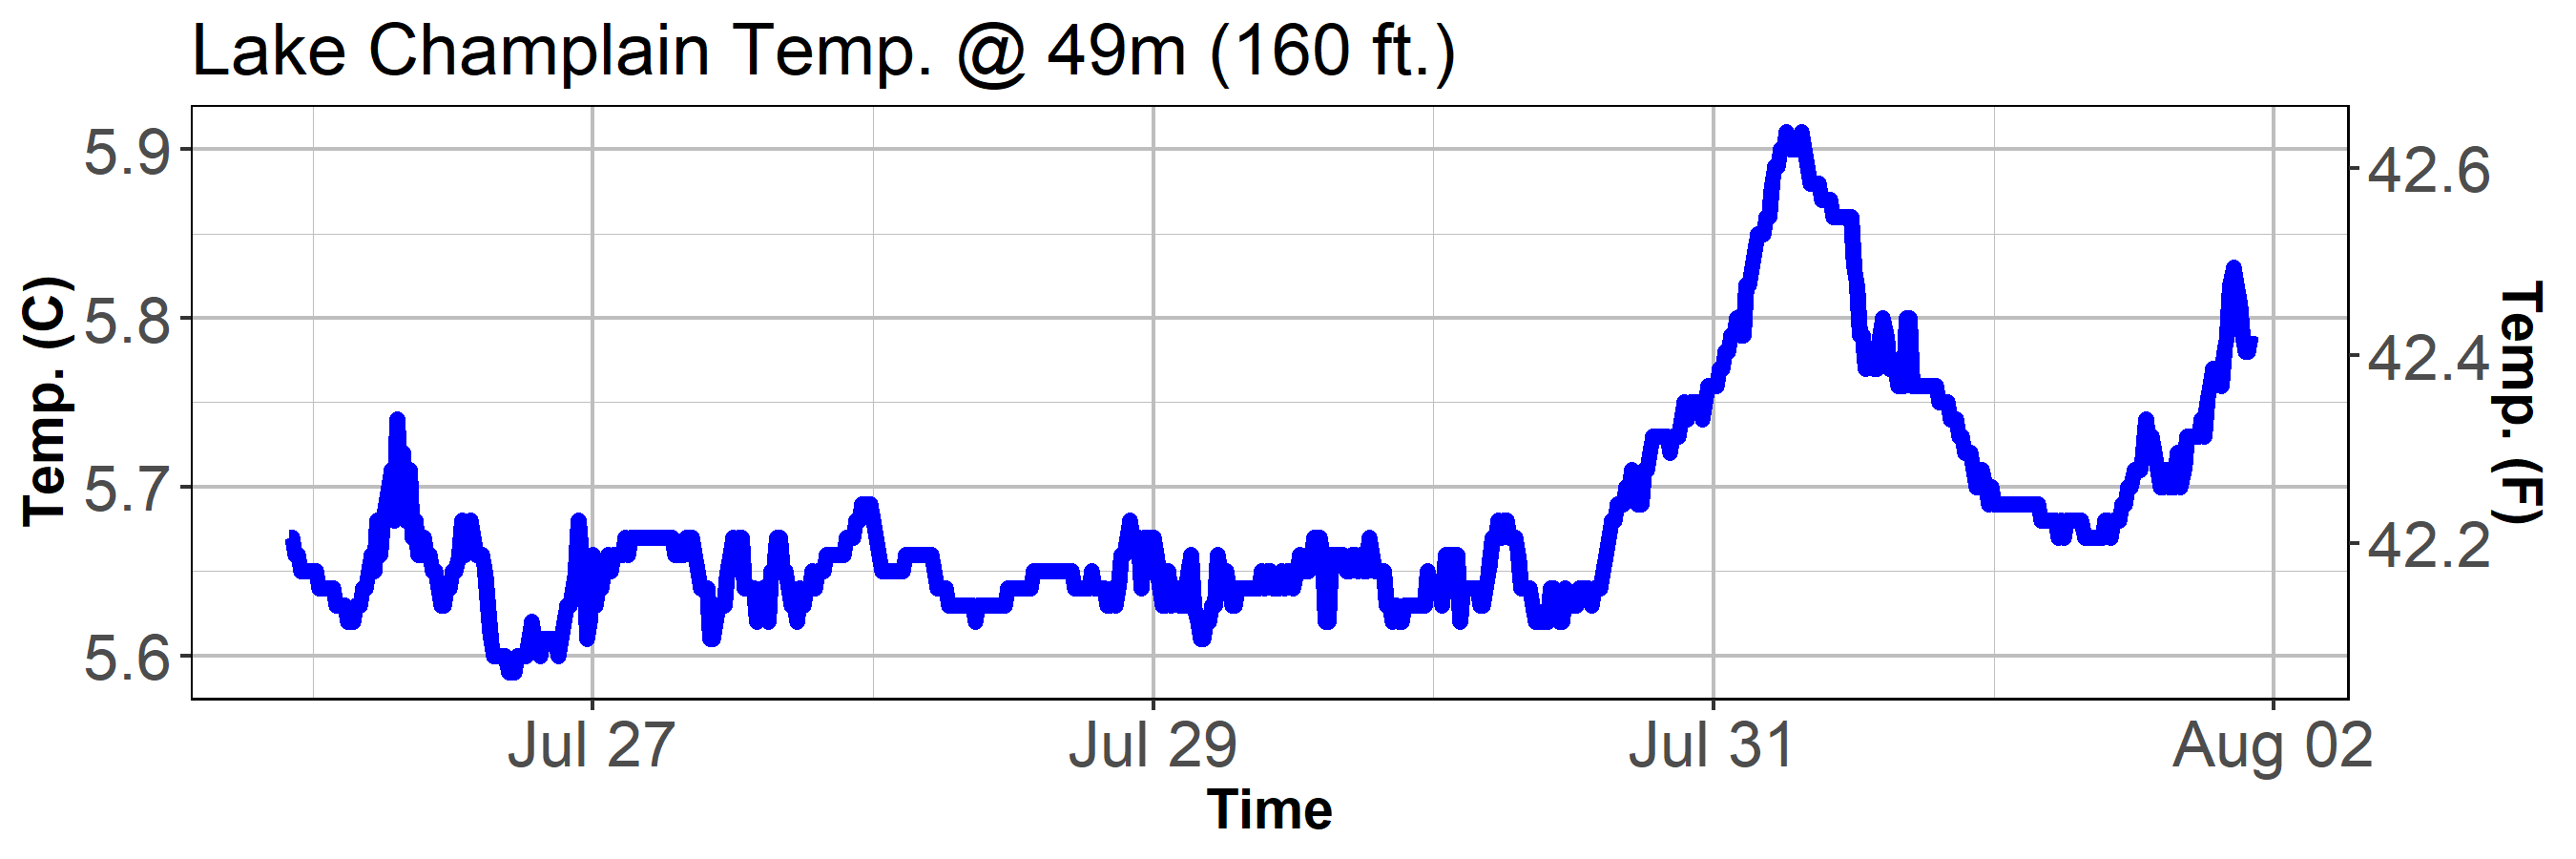 Lake Champlain Temp. @ 49m (160 ft.)
5.9
5.8
5.7
5.6
Temp. (C)
42.6
42.4
42.2
Temp. (F)
Jul 27
Jul 29
Jul 31
Aug 02
Time